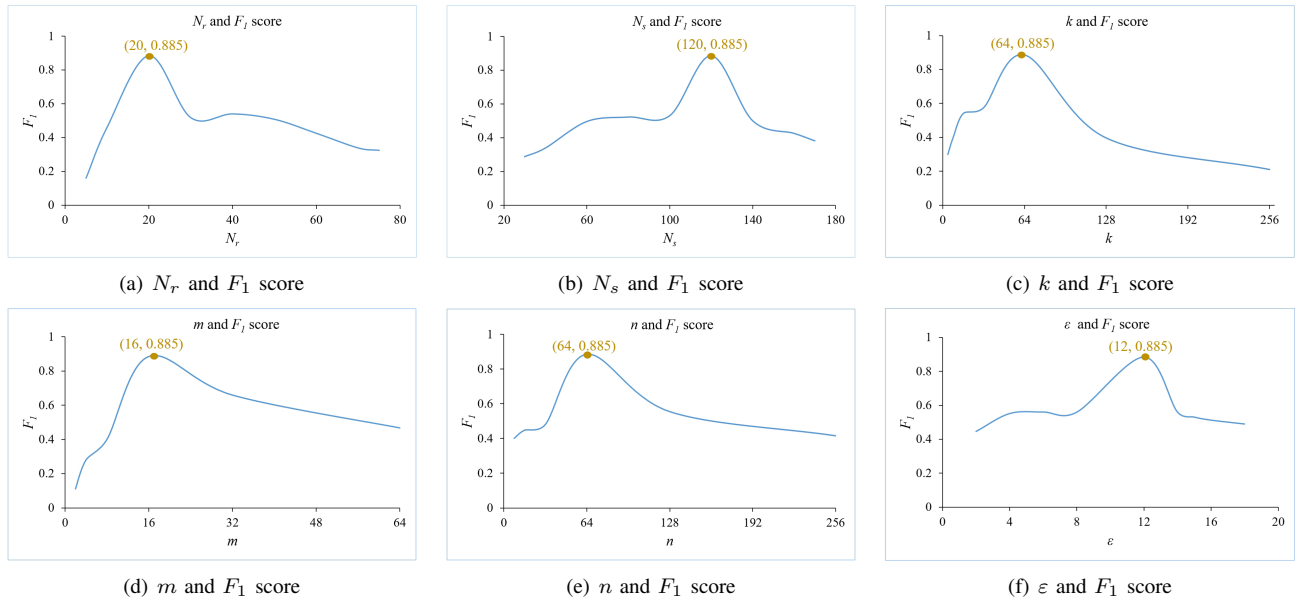 N_r and F_1 score
(20, 0.885)
1
0.8
0.6
0.4
0.2
0
F_1
0 20 40 60 80
N_r
(a) N_r and F_1 score
N_s and F_1 score
(120, 0.885)
1
0.8
0.6
0.4
0.2
0
F_1
20 60 100 140 180
N_s
(b) N_s and F_1 score
k and F_1 score
(64, 0.885)
1
0.8
0.6
0.4
0.2
0
F_1
0 64 128 192 256
k
(c) k and F_1 score
m and F_1 score
(16, 0.885)
1
0.8
0.6
0.4
0.2
0
F_1
0 16 32 48 64
m
(d) m and F_1 score
n and F_1 score
(64, 0.885)
1
0.8
0.6
0.4
0.2
0
F_1
0 64 128 192 256
n
(e) n and F_1 score
ε and F_1 score
(12, 0.885)
1
0.8
0.6
0.4
0.2
0
F_1
0 4 8 12 16 20
ε
(f) ε and F_1 score